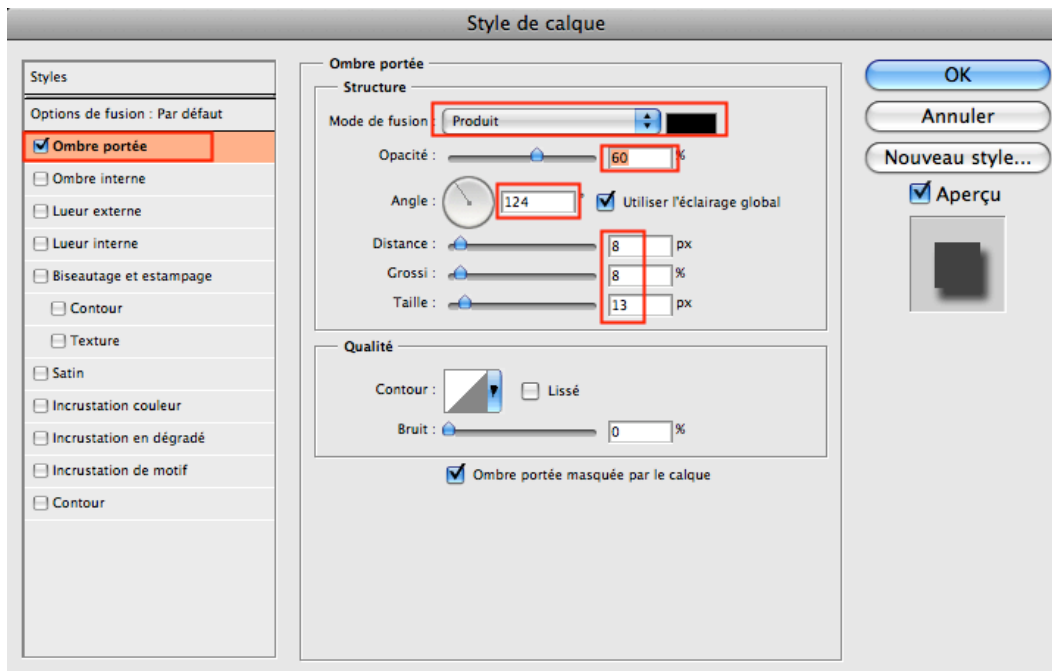 Style de calque
Styles
Options de fusion : Par défaut
Ombre portée
Ombre interne
Lueur externe
Lueur interne
Biseautage et estampage
Contour
Texture
Satin
Incrustation couleur
Incrustation en dégradé
Incrustation de motif
Contour
Ombre portée
Structure
Mode de fusion : Produit
Opacité : 60 %
Angle : 124 ° Utiliser l'éclairage global
Distance : 8 px
Grossi : 8 %
Taille : 13 px
Qualité
Contour : Lissé
Bruit : 0 %
Ombre portée masquée par le calque
OK
Annuler
Nouveau style...
Aperçu